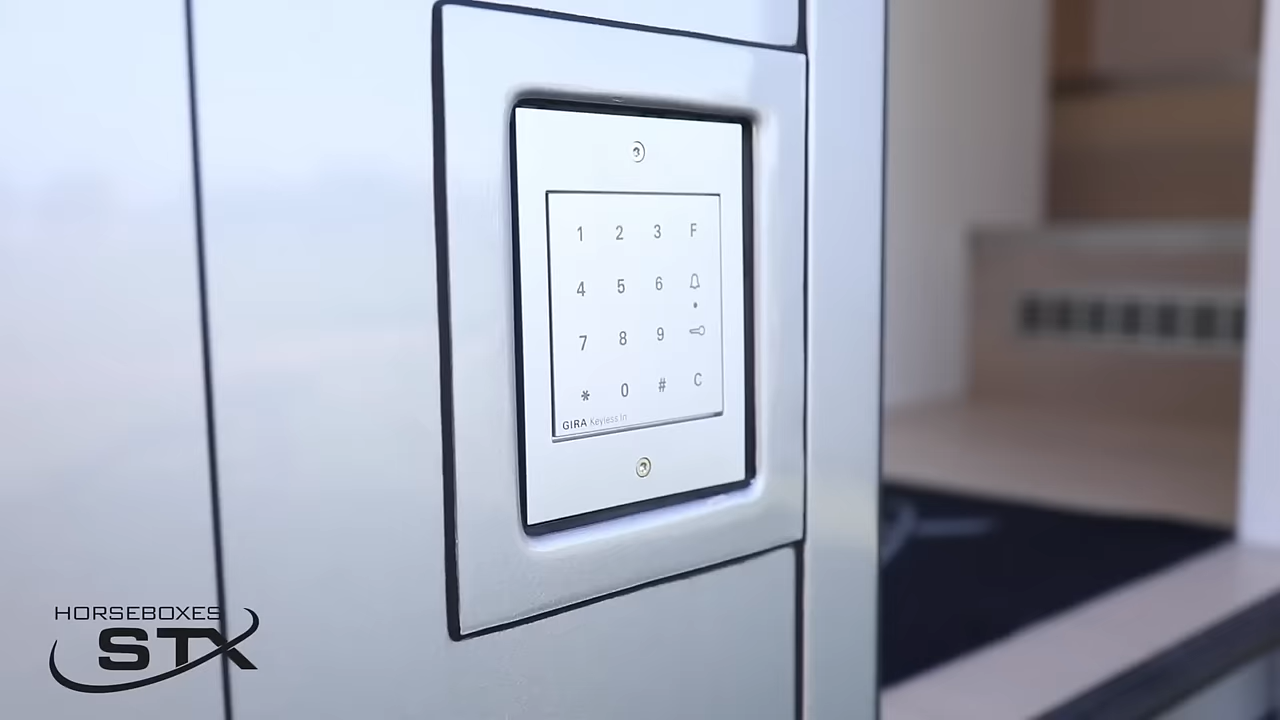 1 2 3 F
4 5 6
7 8 9
* 0 # C
GIRA Keyless In
HORSEBOXES
STX